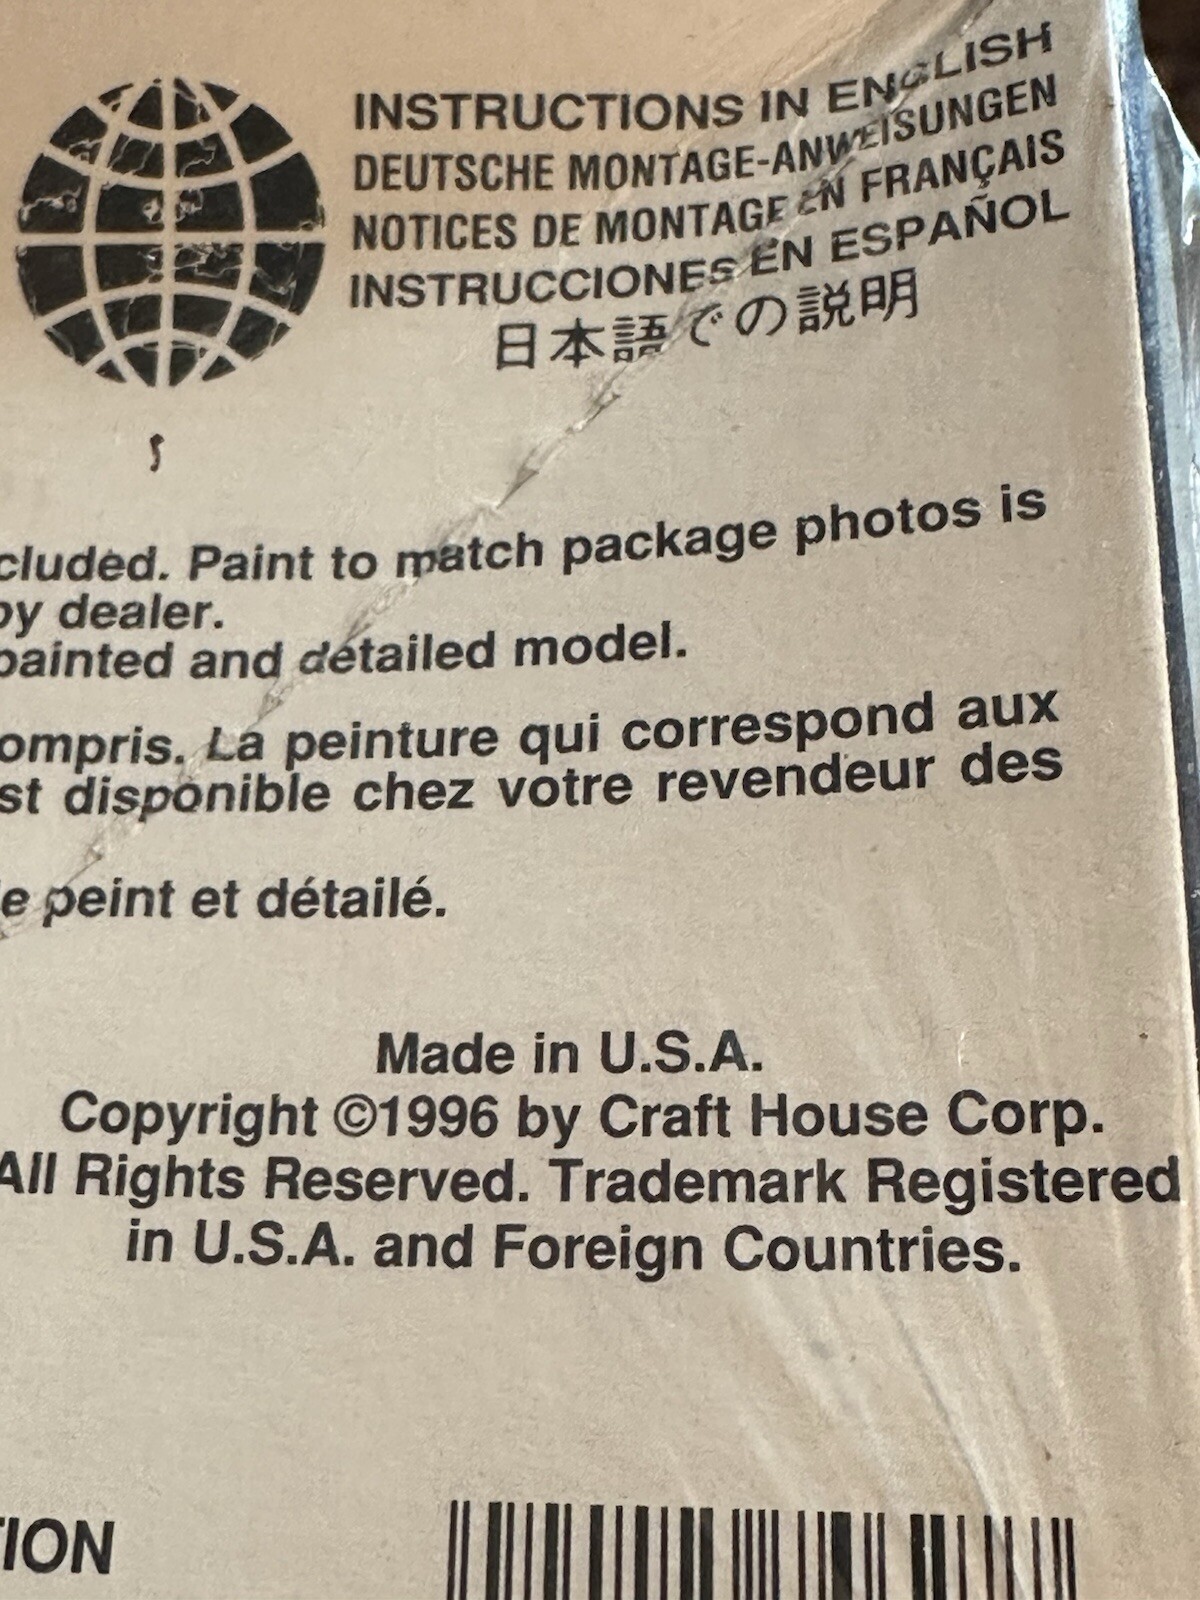 INSTRUCTIONS IN ENGLISH
DEUTSCHE MONTAGE-ANWEISUNGEN
NOTICES DE MONTAGE EN FRANÇAIS
INSTRUCCIONES EN ESPAÑOL
日本語での説明
cluded. Paint to match package photos is
by dealer.
painted and detailed model.
ompris. La peinture qui correspond aux
st disponible chez votre revendeur des
e peint et détailé.
Made in U.S.A.
Copyright ©1996 by Craft House Corp.
All Rights Reserved. Trademark Registered
in U.S.A. and Foreign Countries.
TION